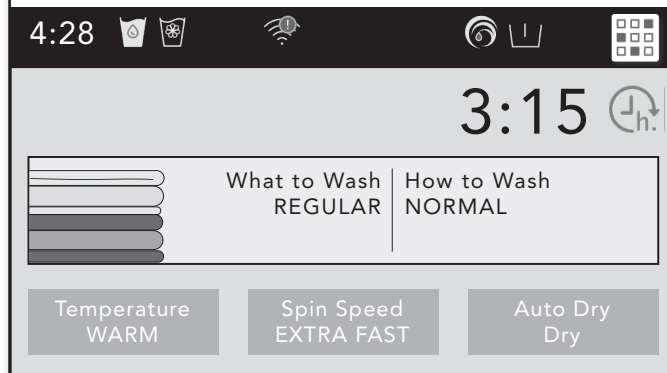 4:28
3:15 h.
What to Wash
REGULAR
How to Wash
NORMAL
Temperature
WARM
Spin Speed
EXTRA FAST
Auto Dry
Dry